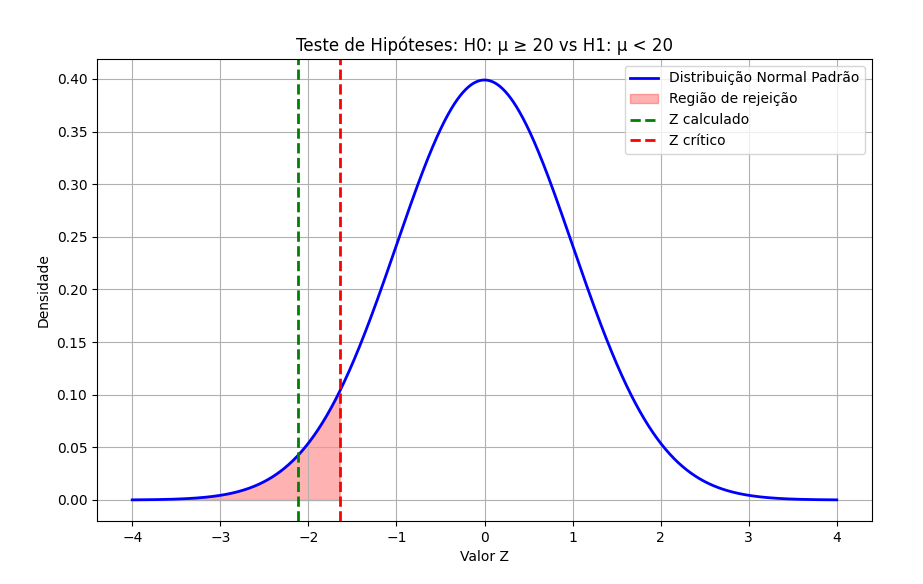 Teste de Hipóteses: H0: μ ≥ 20 vs H1: μ < 20
Distribuição Normal Padrão
Região de rejeição
Z calculado
Z crítico
0.40
0.35
0.30
0.25
0.20
0.15
0.10
0.05
0.00
Densidade
−4
−3
−2
−1
0
1
2
3
4
Valor Z